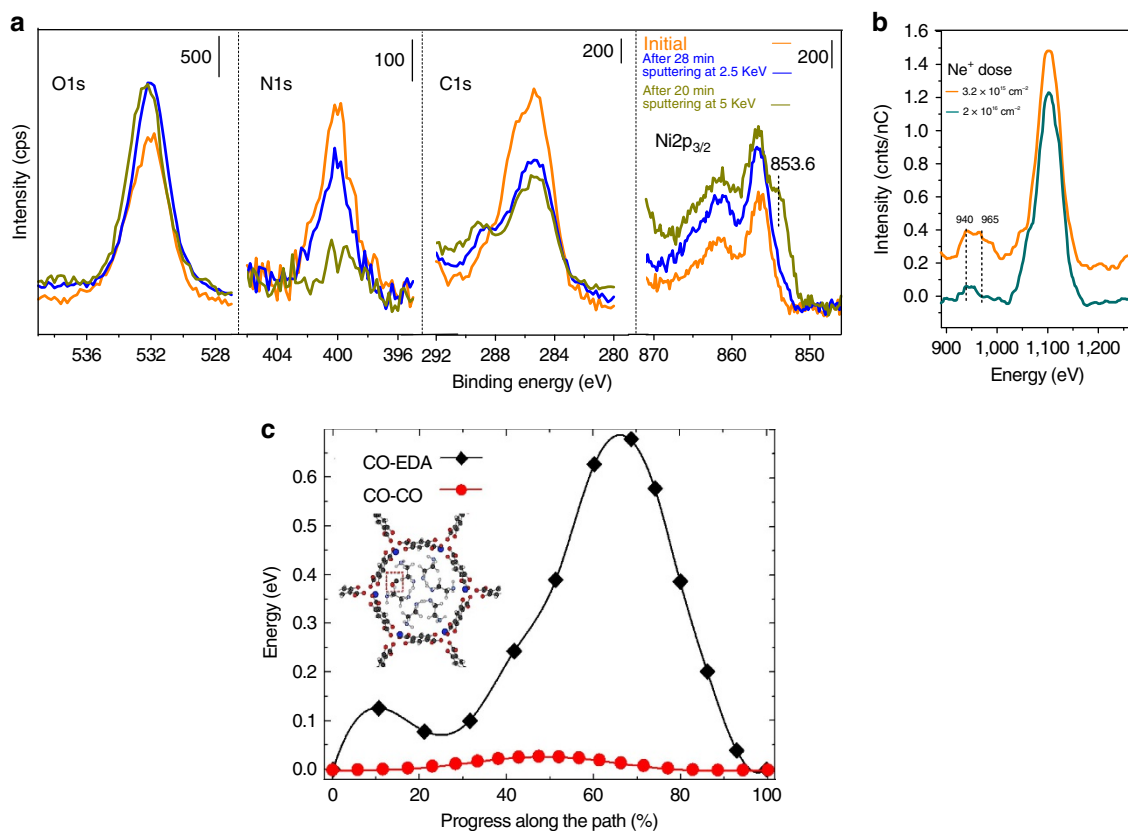 a
500
100
200
200
O1s
N1s
C1s
Initial
After 28 min
sputtering at 2.5 KeV
After 20 min
sputtering at 5 KeV
Ni2p3/2
853.6
Intensity (cps)
536 532 528 404 400 396 292 288 284 280 870 860 850
Binding energy (eV)
b
1.6
1.4
1.2
1.0
0.8
0.6
0.4
0.2
0.0
Ne+ dose
3.2 × 10^15 cm−2
2 × 10^16 cm−2
940 965
Intensity (cnts/nC)
900 1,000 1,100 1,200
Energy (eV)
c
CO-EDA
CO-CO
0.6
0.5
0.4
0.3
0.2
0.1
0.0
Energy (eV)
0 20 40 60 80 100
Progress along the path (%)